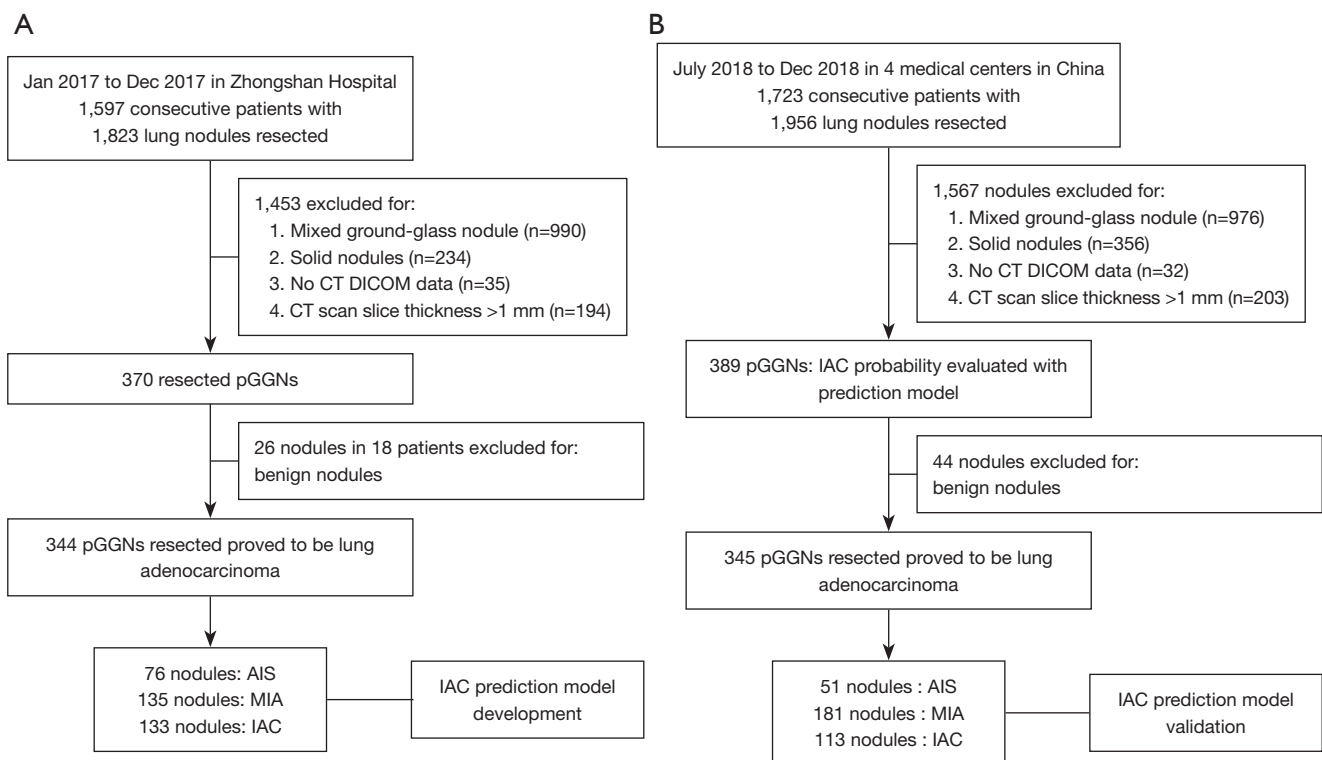 A
Jan 2017 to Dec 2017 in Zhongshan Hospital
1,597 consecutive patients with
1,823 lung nodules resected
1,453 excluded for:
1. Mixed ground-glass nodule (n=990)
2. Solid nodules (n=234)
3. No CT DICOM data (n=35)
4. CT scan slice thickness >1 mm (n=194)
370 resected pGGNs
26 nodules in 18 patients excluded for:
benign nodules
344 pGGNs resected proved to be lung
adenocarcinoma
76 nodules: AIS
135 nodules: MIA
133 nodules: IAC
IAC prediction model
development
B
July 2018 to Dec 2018 in 4 medical centers in China
1,723 consecutive patients with
1,956 lung nodules resected
1,567 nodules excluded for:
1. Mixed ground-glass nodule (n=976)
2. Solid nodules (n=356)
3. No CT DICOM data (n=32)
4. CT scan slice thickness >1 mm (n=203)
389 pGGNs: IAC probability evaluated with
prediction model
44 nodules excluded for:
benign nodules
345 pGGNs resected proved to be lung
adenocarcinoma
51 nodules : AIS
181 nodules : MIA
113 nodules : IAC
IAC prediction model
validation